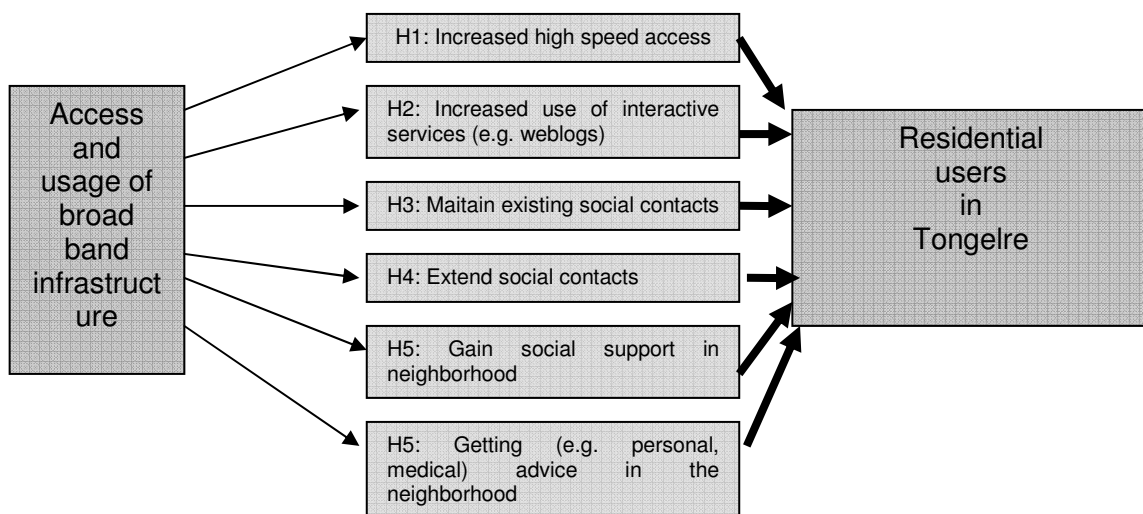 Access
and
usage of
broad
band
infrastruct
ure
H1: Increased high speed access
H2: Increased use of interactive
services (e.g. weblogs)
H3: Maitain existing social contacts
H4: Extend social contacts
H5: Gain social support in
neighborhood
H5: Getting (e.g. personal,
medical) advice in the
neighborhood
Residential
users
in
Tongelre